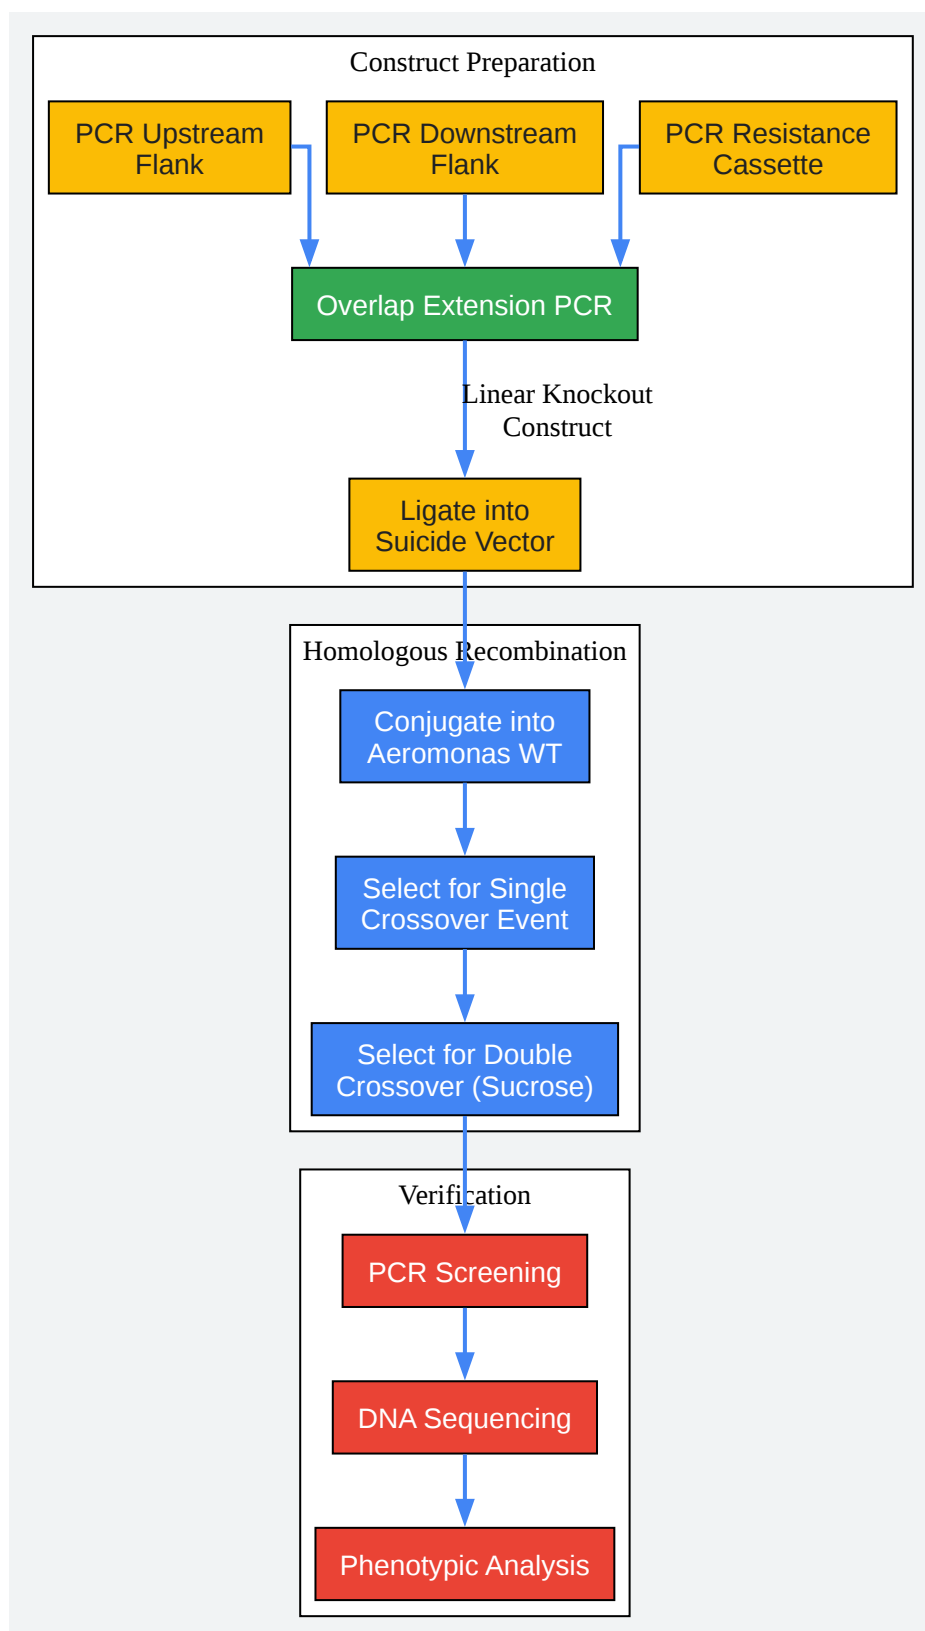 Construct Preparation
PCR Upstream
Flank
PCR Downstream
Flank
PCR Resistance
Cassette
Overlap Extension PCR
Linear Knockout
Construct
Ligate into
Suicide Vector
Homologous Recombination
Conjugate into
Aeromonas WT
Select for Single
Crossover Event
Select for Double
Crossover (Sucrose)
Verification
PCR Screening
DNA Sequencing
Phenotypic Analysis